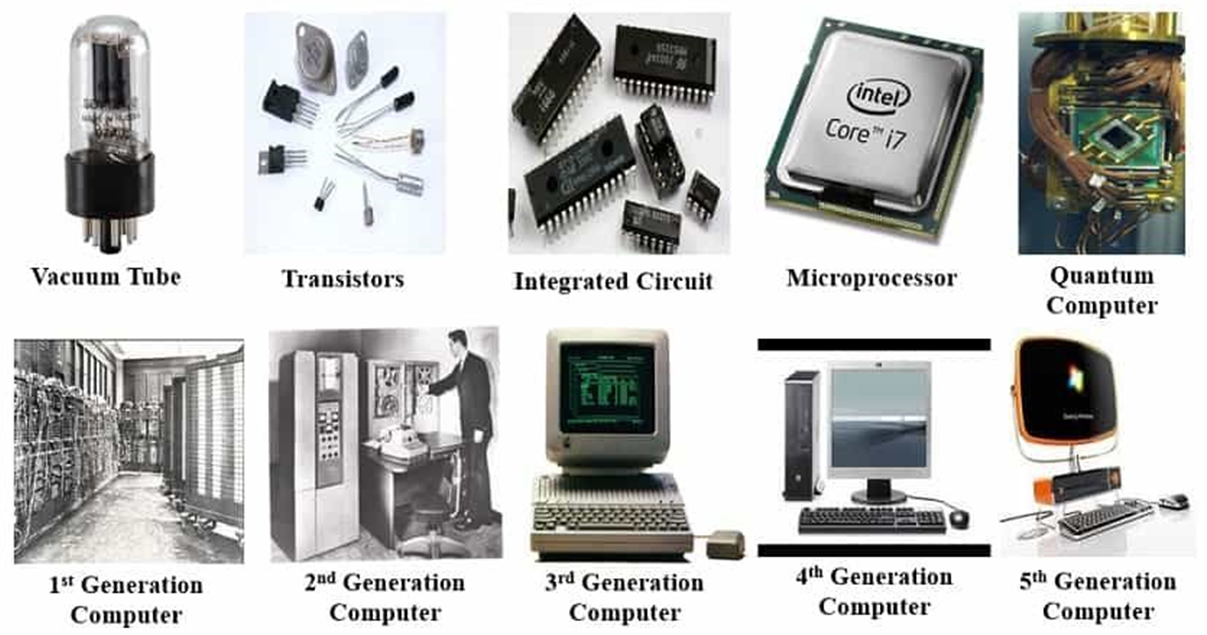 intel
Core™ i7
Vacuum Tube
Transistors
Integrated Circuit
Microprocessor
Quantum
Computer
1st Generation
Computer
2nd Generation
Computer
3rd Generation
Computer
4th Generation
Computer
5th Generation
Computer